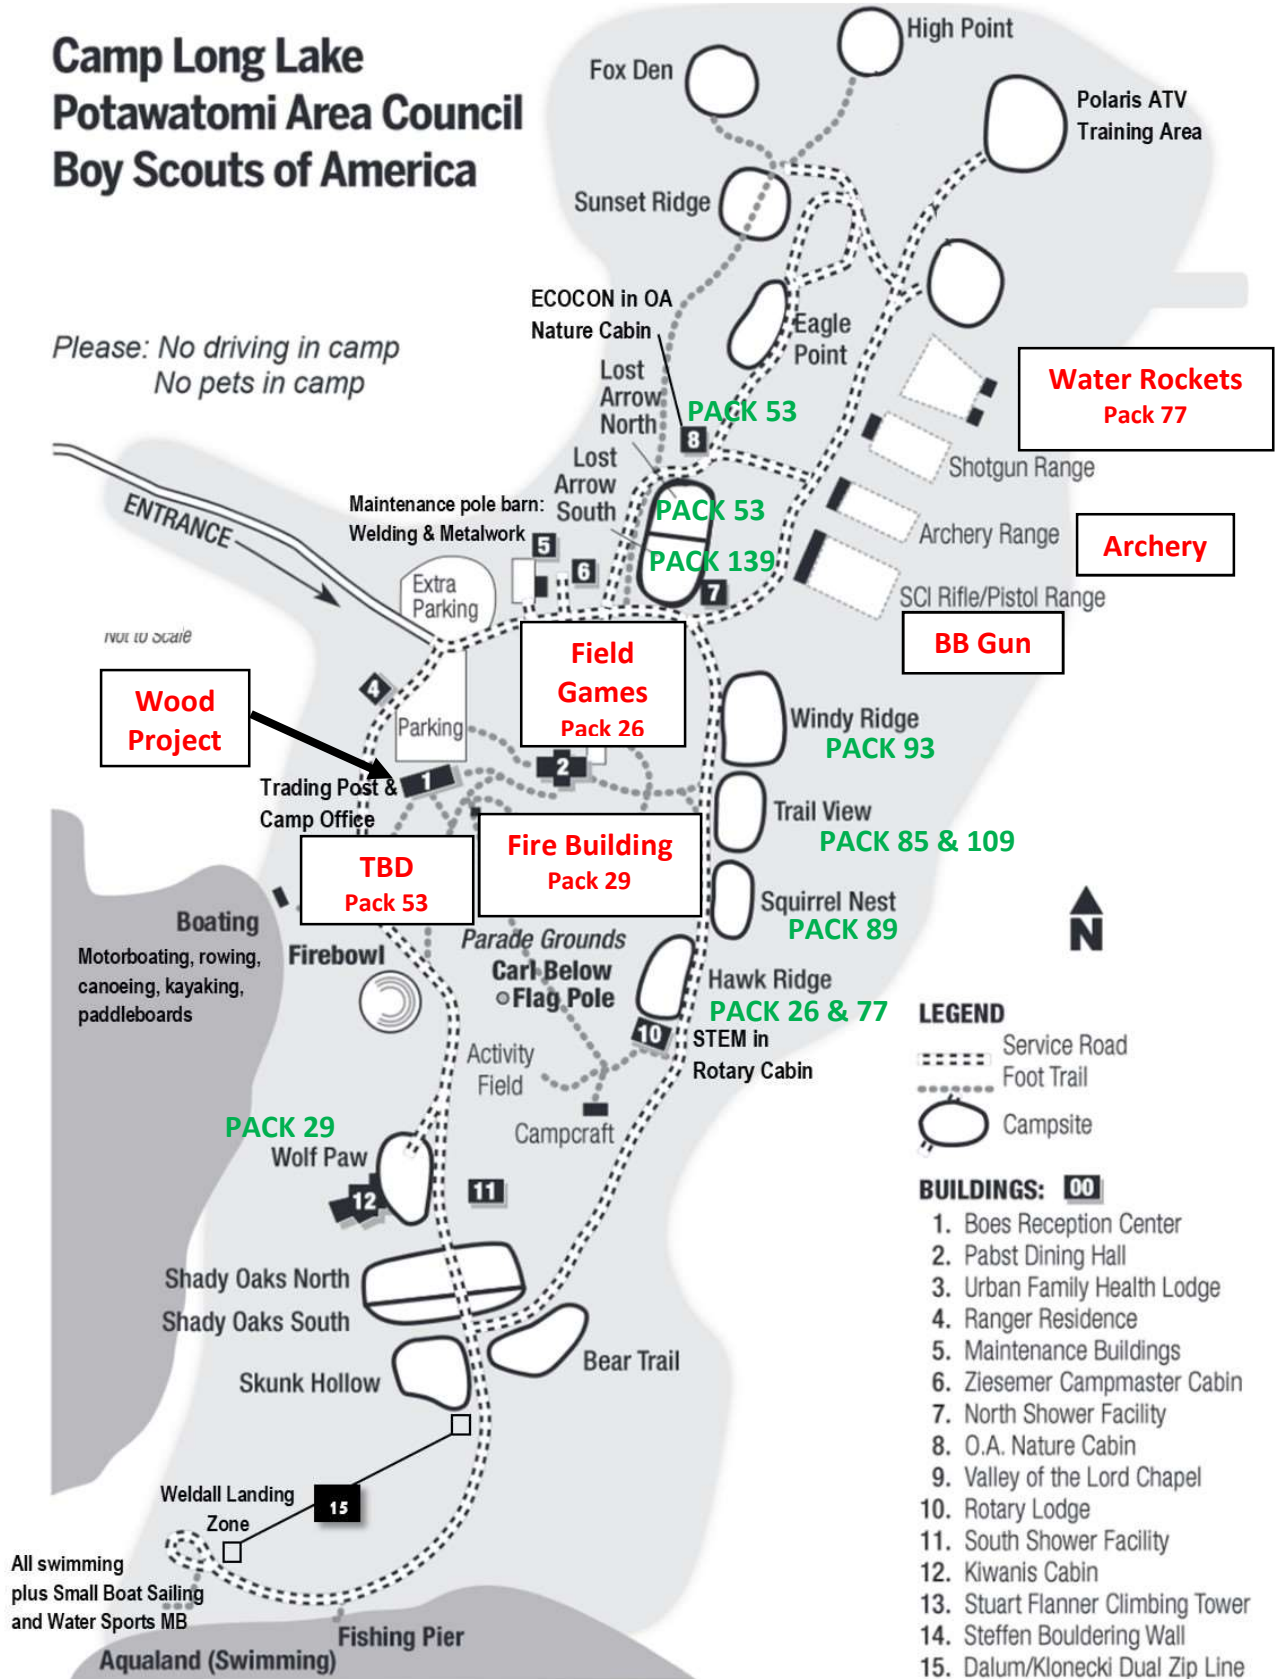 Camp Long Lake
Potawatomi Area Council
Boy Scouts of America
High Point
Fox Den
Polaris ATV
Training Area
Sunset Ridge
ECOCON in OA
Nature Cabin
Eagle
Point
Please: No driving in camp
No pets in camp
Lost
Arrow
North
PACK 53
8
Water Rockets
Pack 77
Shotgun Range
Lost
Arrow
South
PACK 53
ENTRANCE
Maintenance pole barn:
Welding & Metalwork
5
Archery Range
Archery
PACK 139
6
7
Extra
Parking
SCI Rifle/Pistol Range
Not to Scale
BB Gun
Field
Games
Pack 26
4
Wood
Project
Parking
Windy Ridge
PACK 93
2
1
Trading Post &
Camp Office
Trail View
PACK 85 & 109
TBD
Pack 53
Fire Building
Pack 29
Squirrel Nest
PACK 89
Boating
Motorboating, rowing,
canoeing, kayaking,
paddleboards
Firebowl
Parade Grounds
Carl Below
Flag Pole
N
Hawk Ridge
PACK 26 & 77
10
STEM in
Rotary Cabin
Activity
Field
Campcraft
PACK 29
Wolf Paw
12
11
Shady Oaks North
Shady Oaks South
Bear Trail
Skunk Hollow
Weldall Landing
Zone
15
All swimming
plus Small Boat Sailing
and Water Sports MB
Fishing Pier
Aqualand (Swimming)
LEGEND
Service Road
Foot Trail
Campsite
BUILDINGS: 00
1. Boes Reception Center
2. Pabst Dining Hall
3. Urban Family Health Lodge
4. Ranger Residence
5. Maintenance Buildings
6. Ziesemer Campmaster Cabin
7. North Shower Facility
8. O.A. Nature Cabin
9. Valley of the Lord Chapel
10. Rotary Lodge
11. South Shower Facility
12. Kiwanis Cabin
13. Stuart Flanner Climbing Tower
14. Steffen Bouldering Wall
15. Dalum/Klonecki Dual Zip Line